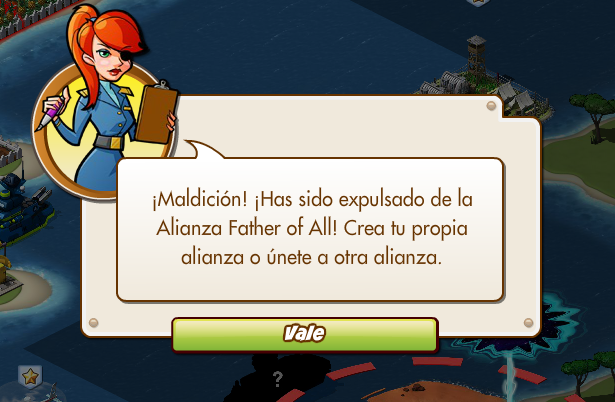 ¡Maldición! ¡Has sido expulsado de la
Alianza Father of All! Crea tu propia
alianza o únete a otra alianza.
Vale
?